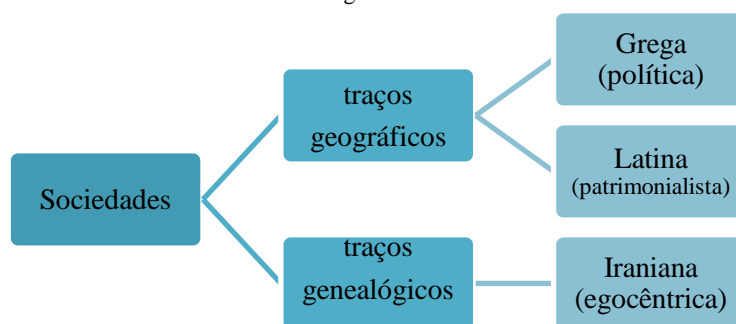 Grega
(política)
traços
geográficos
Latina
(patrimonialista)
Sociedades
traços
genealógicos
Iraniana
(egocêntrica)